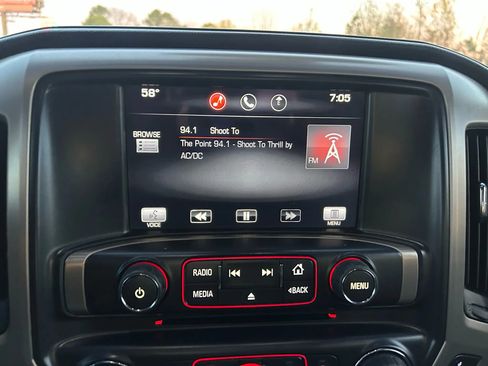 58°
7:05
BROWSE
94.1 Shoot To
The Point 94.1 - Shoot To Thrill by
AC/DC
FM
VOICE
MENU
RADIO
MEDIA
BACK
MENU